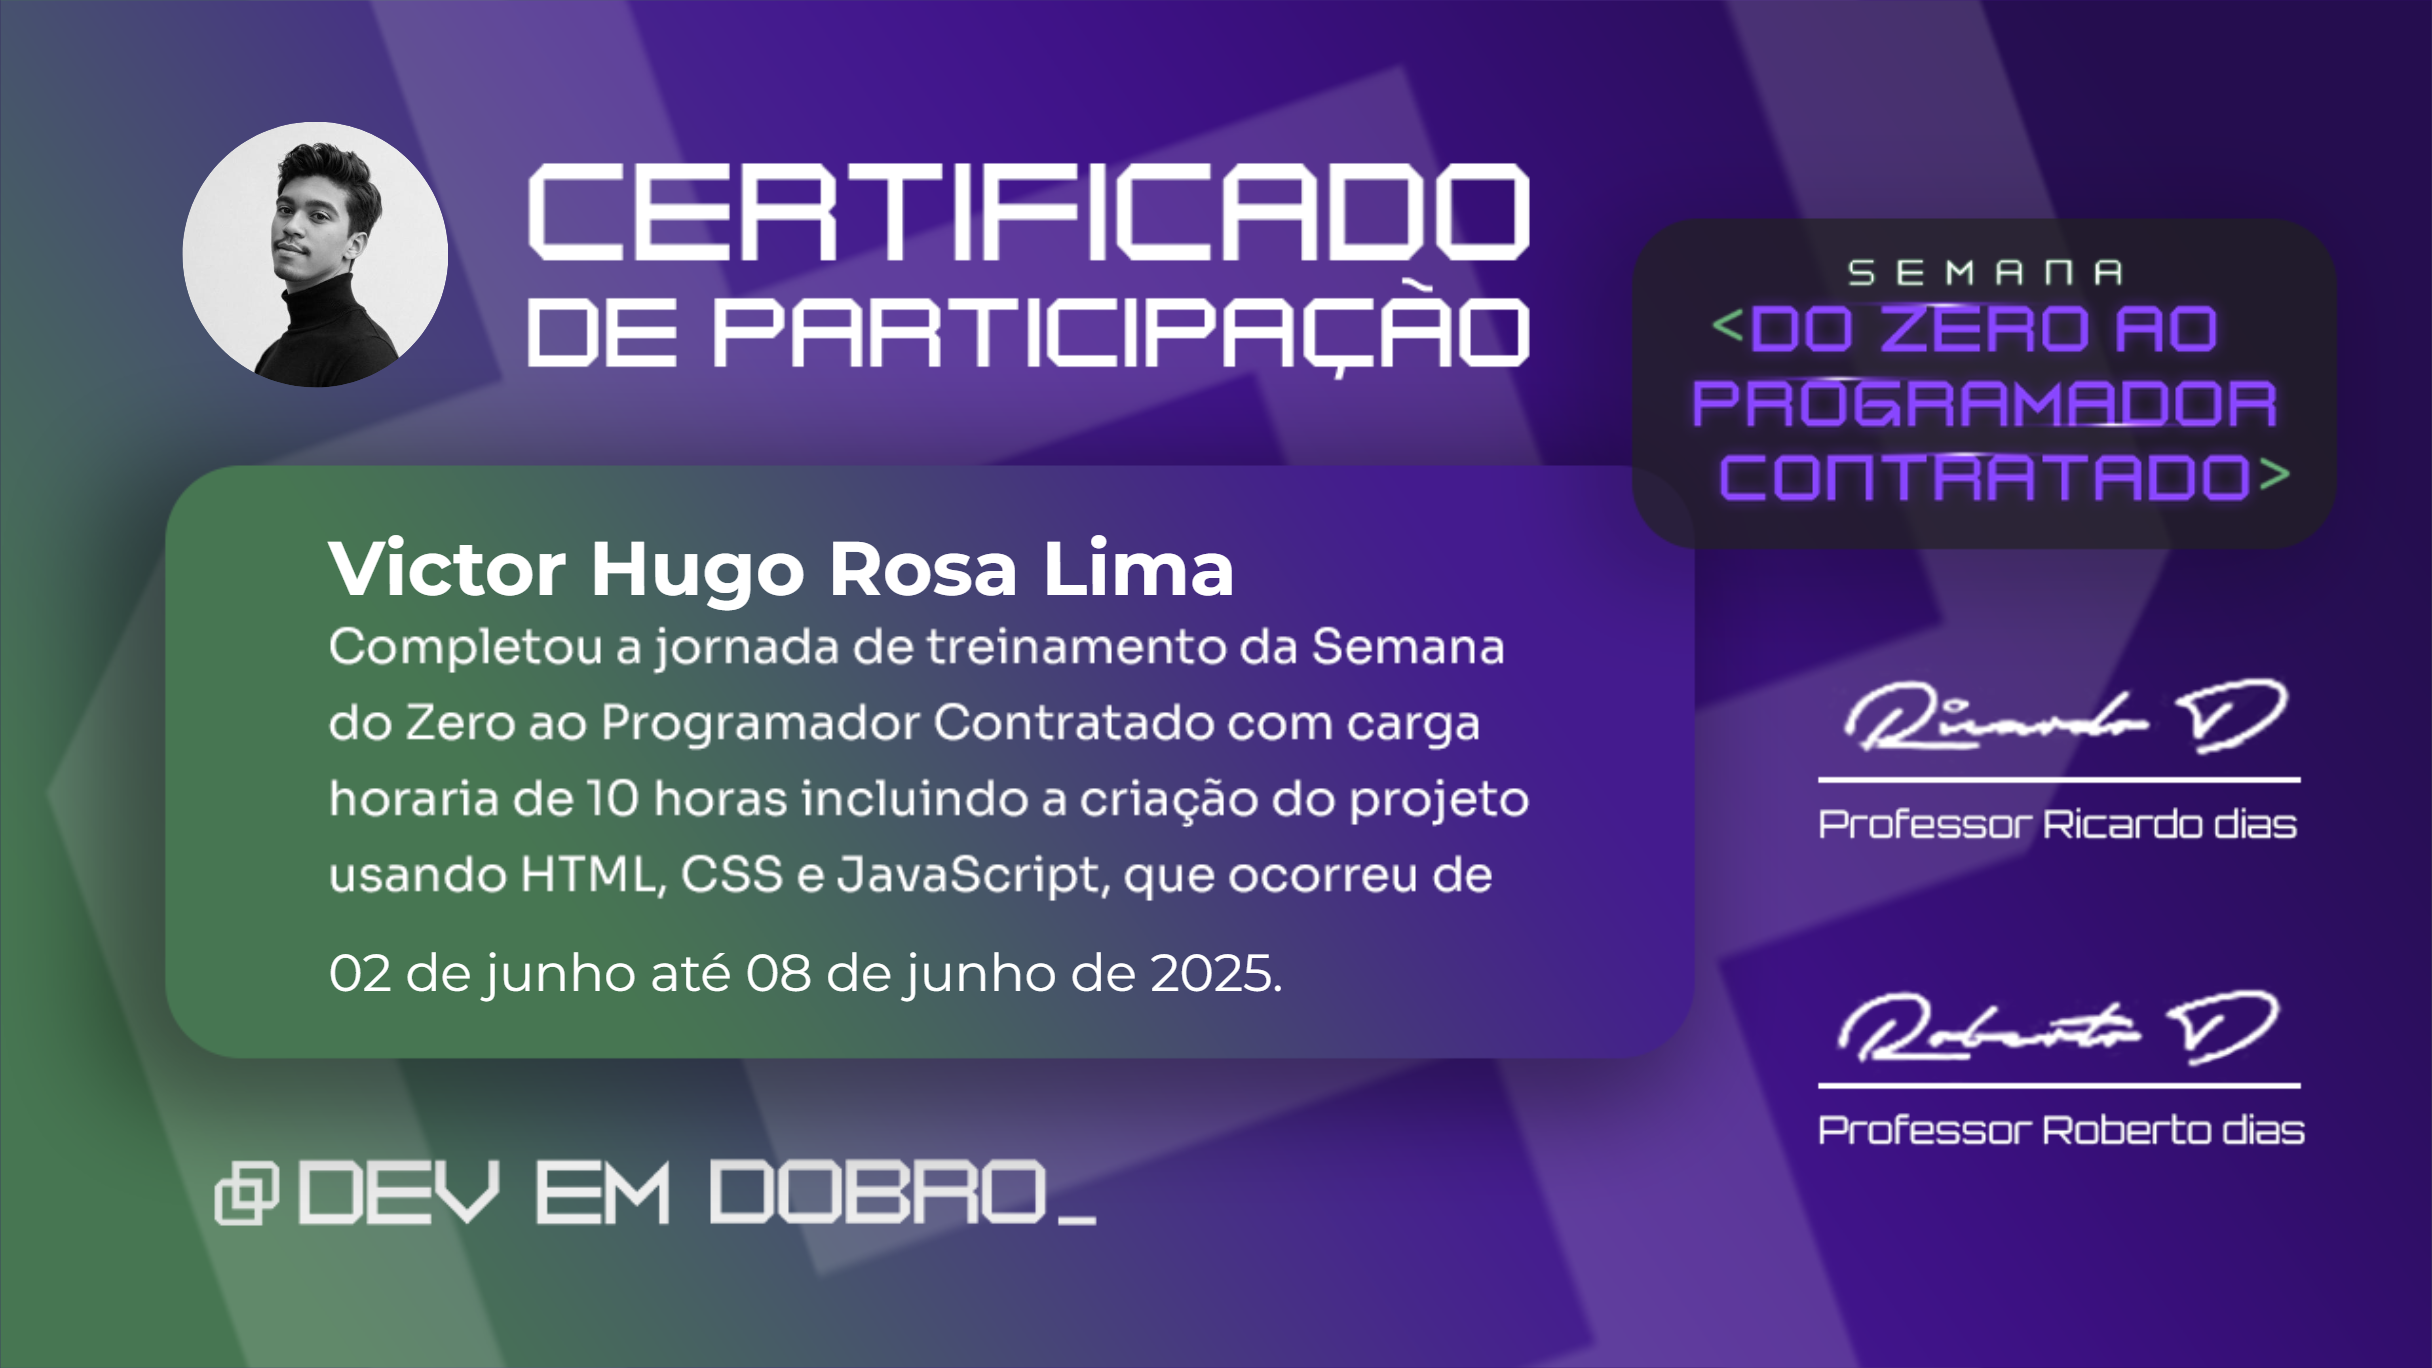 CERTIFICADO
DE PARTICIPAÇÃO
SEMANA
<DO ZERO AO
PROGRAMADOR
CONTRATADO>
Victor Hugo Rosa Lima
Completou a jornada de treinamento da Semana
do Zero ao Programador Contratado com carga
horaria de 10 horas incluindo a criação do projeto
usando HTML, CSS e JavaScript, que ocorreu de
02 de junho até 08 de junho de 2025.
Ricardo D
Professor Ricardo dias
Roberto D
Professor Roberto dias
DEV EM DOBRO_